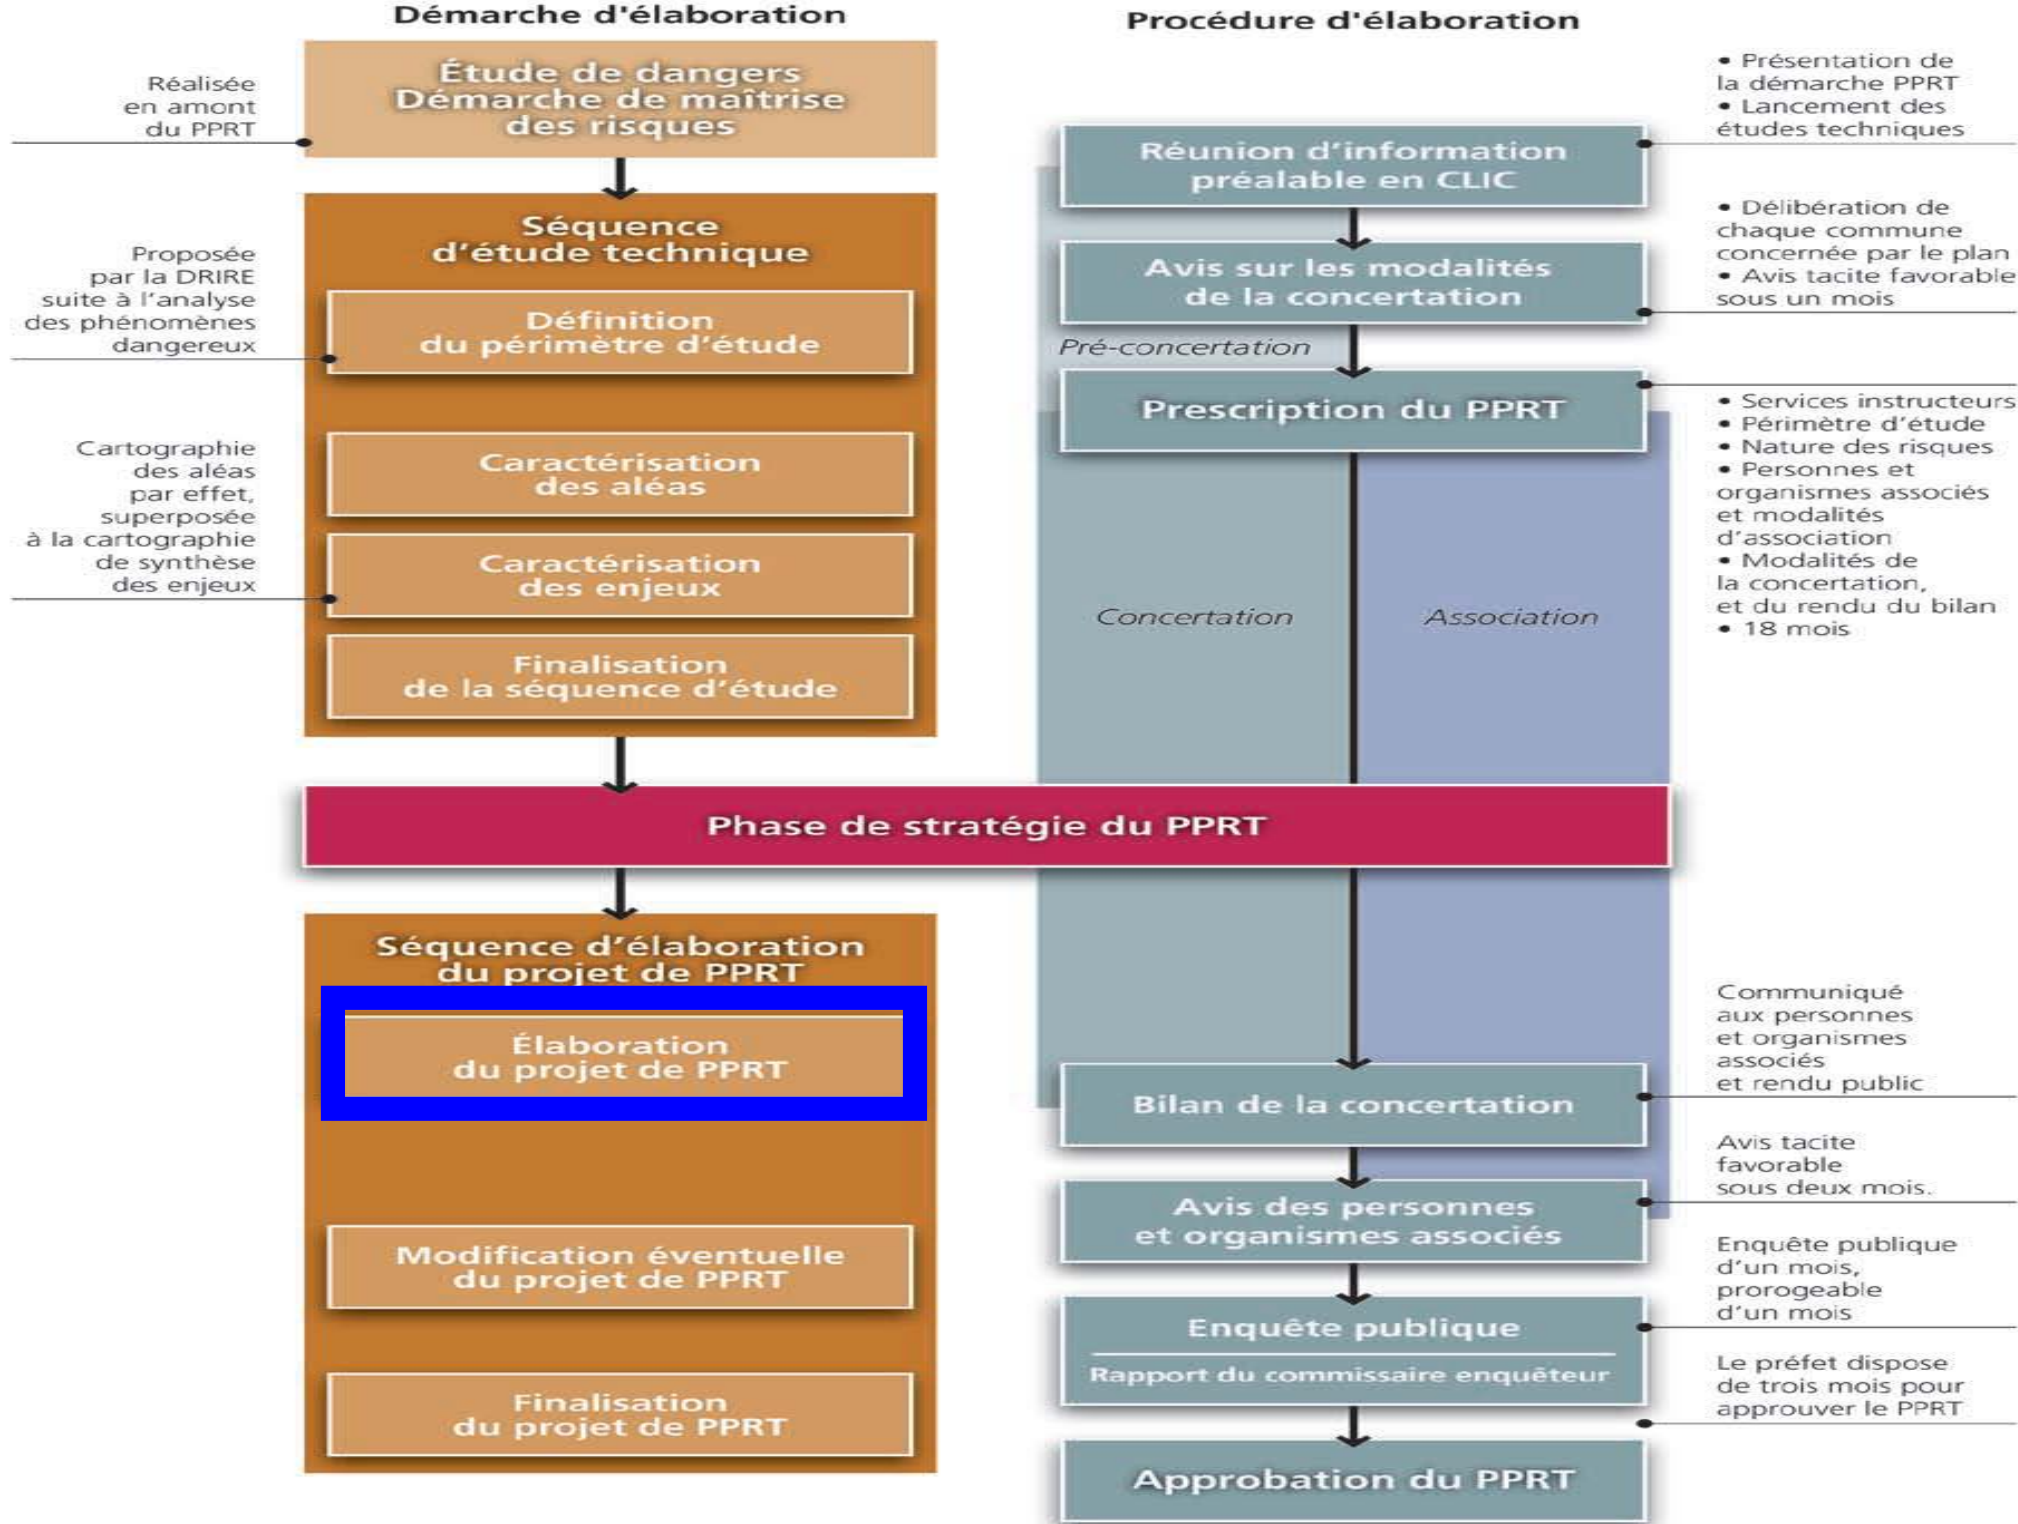 Démarche d'élaboration
Réalisée
en amont
du PPRT
Étude de dangers
Démarche de maîtrise
des risques
Séquence
d'étude technique
Proposée
par la DRIRE
suite à l'analyse
des phénomènes
dangereux
Définition
du périmètre d'étude
Caractérisation
des aléas
Cartographie
des aléas
par effet,
superposée
à la cartographie
de synthèse
des enjeux
Caractérisation
des enjeux
Finalisation
de la séquence d'étude
Procédure d'élaboration
• Présentation de
la démarche PPRT
• Lancement des
études techniques
Réunion d'information
préalable en CLIC
• Délibération de
chaque commune
concernée par le plan
• Avis tacite favorable
sous un mois
Avis sur les modalités
de la concertation
Pré-concertation
Prescription du PPRT
• Services instructeurs
• Périmètre d'étude
• Nature des risques
• Personnes et
organismes associés
et modalités
d'association
• Modalités de
la concertation,
et du rendu du bilan
• 18 mois
Concertation
Association
Phase de stratégie du PPRT
Séquence d'élaboration
du projet de PPRT
Élaboration
du projet de PPRT
Modification éventuelle
du projet de PPRT
Finalisation
du projet de PPRT
Communiqué
aux personnes
et organismes
associés
et rendu public
Bilan de la concertation
Avis tacite
favorable
sous deux mois.
Avis des personnes
et organismes associés
Enquête publique
d'un mois,
prorogeable
d'un mois
Enquête publique
Rapport du commissaire enquêteur
Le préfet dispose
de trois mois pour
approuver le PPRT
Approbation du PPRT